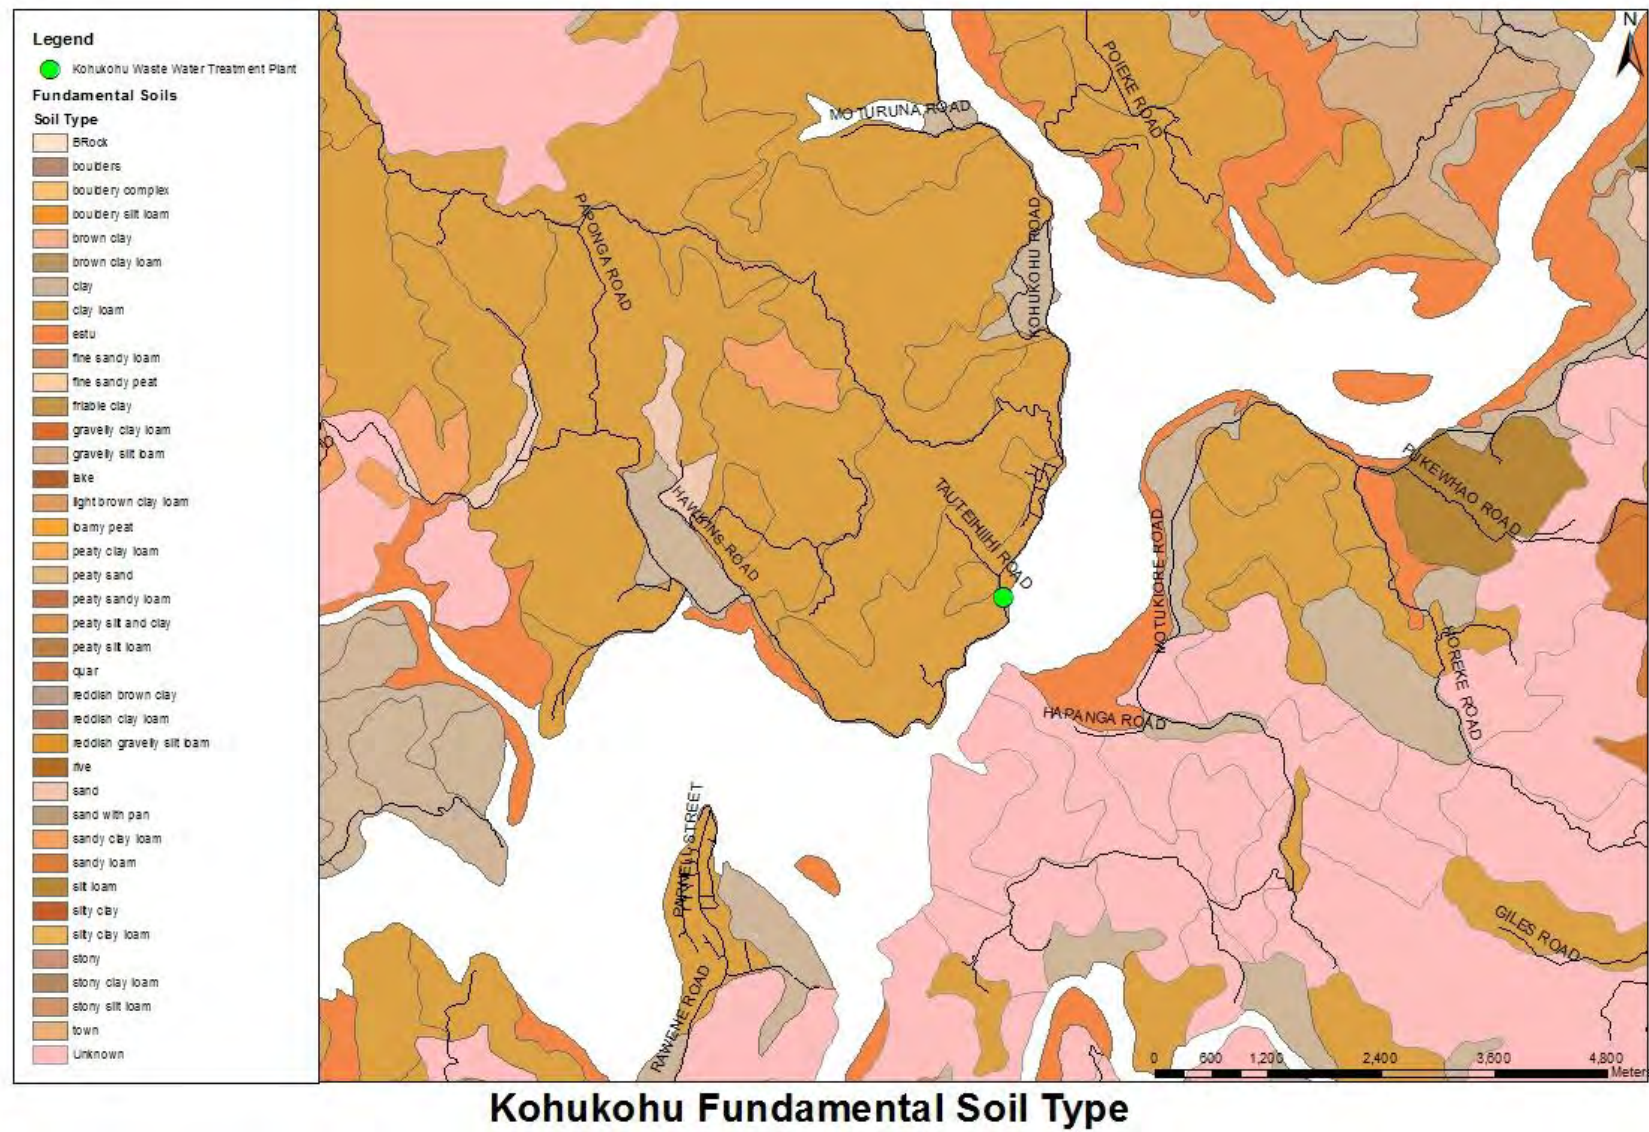 Legend
Kohukohu Waste Water Treatment Plant
Fundamental Soils
Soil Type
BRock
boulders
bouldery complex
bouldery silt loam
brown clay
brown clay loam
clay
clay loam
estu
fine sandy loam
fine sandy peat
friable clay
gravelly clay loam
gravelly silt loam
lake
light brown clay loam
loamy peat
peaty clay loam
peaty sand
peaty sandy loam
peaty silt and clay
peaty silt loam
quar
reddish brown clay
reddish clay loam
reddish gravelly silt loam
rive
sand
sand with pan
sandy clay loam
sandy loam
silt loam
silty clay
silty clay loam
stony
stony clay loam
stony silt loam
town
Unknown
N
POIEKE ROAD
MOTURUNA ROAD
PAPONGA ROAD
KOHUKOHU ROAD
PUKEWHAO ROAD
TAUTEIHIIHI ROAD
HAWKINS ROAD
MOTUKIORE ROAD
HOREKE ROAD
HAPANGA ROAD
PARNELL STREET
GILES ROAD
RAWENE ROAD
0 600 1,200 2,400 3,600 4,800
Meter
Kohukohu Fundamental Soil Type